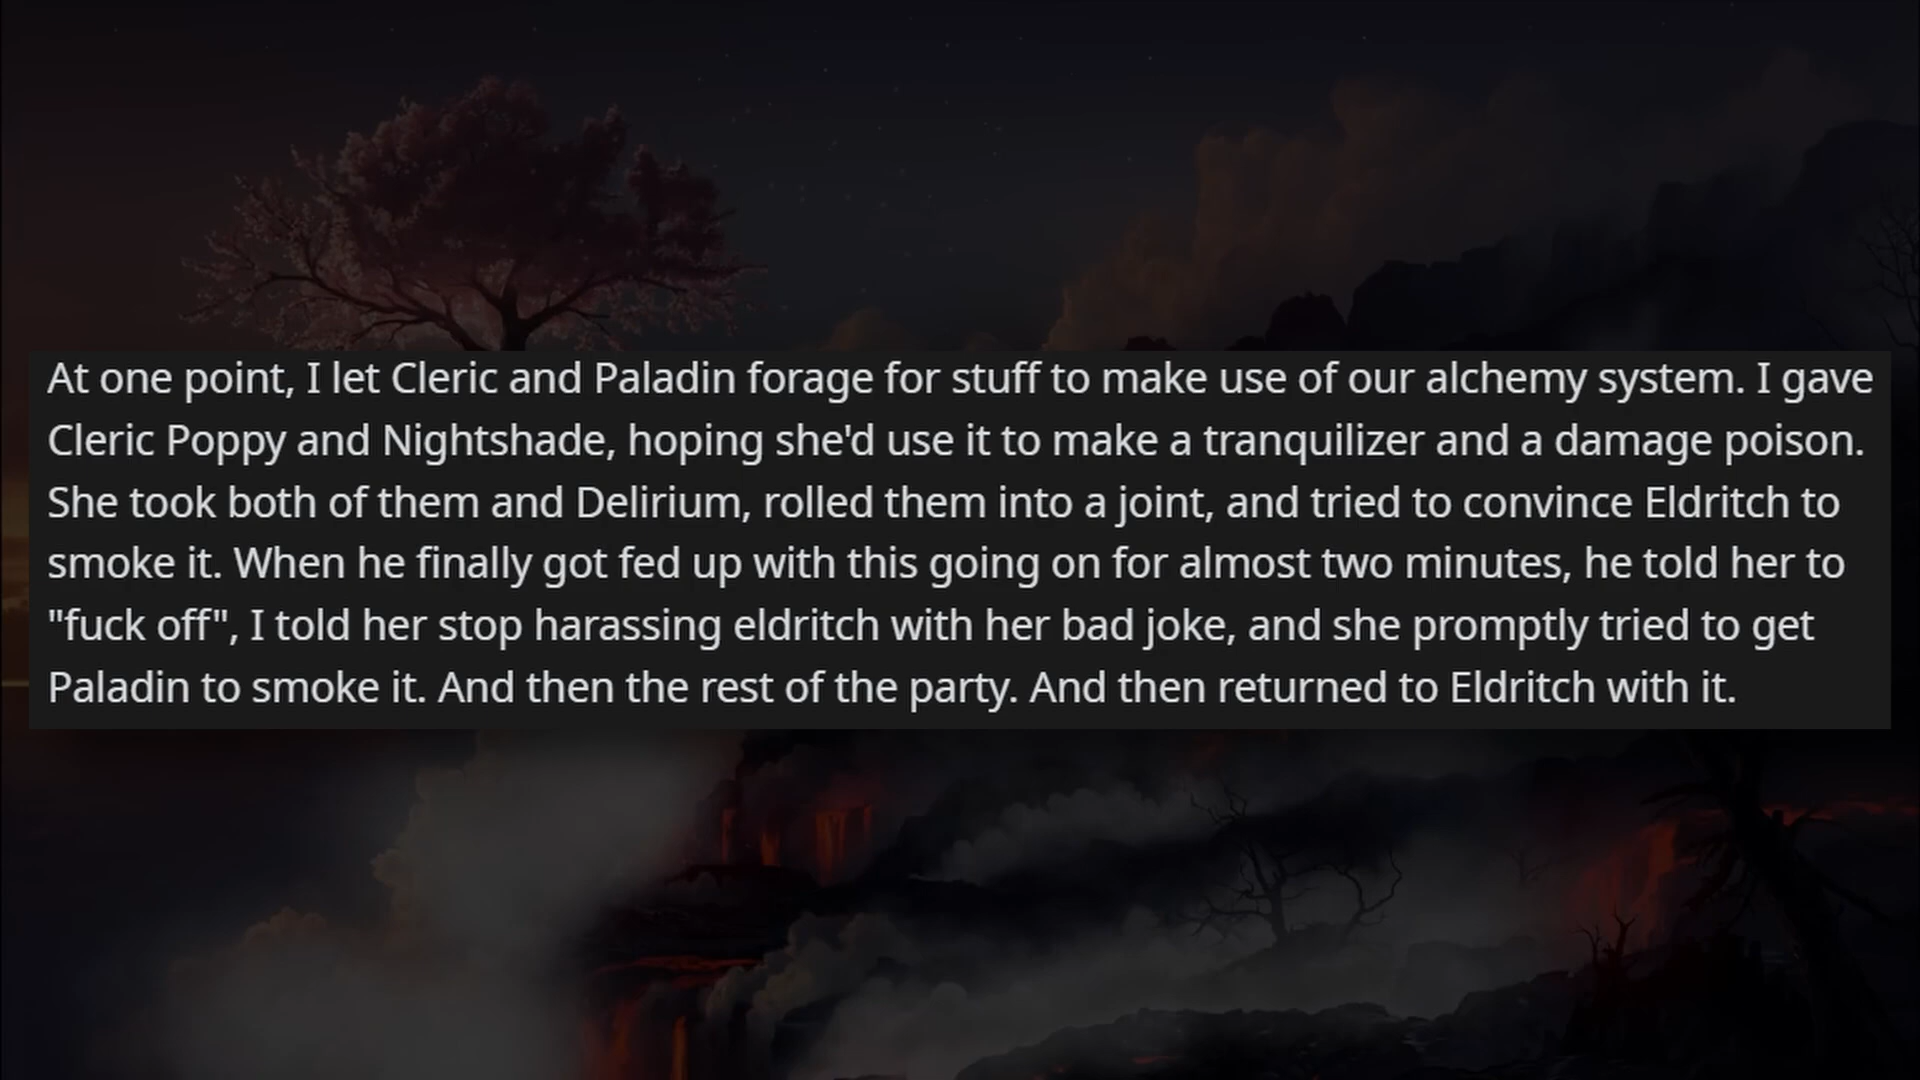 At one point, I let Cleric and Paladin forage for stuff to make use of our alchemy system. I gave
Cleric Poppy and Nightshade, hoping she'd use it to make a tranquilizer and a damage poison.
She took both of them and Delirium, rolled them into a joint, and tried to convince Eldritch to
smoke it. When he finally got fed up with this going on for almost two minutes, he told her to
"fuck off", I told her stop harassing eldritch with her bad joke, and she promptly tried to get
Paladin to smoke it. And then the rest of the party. And then returned to Eldritch with it.